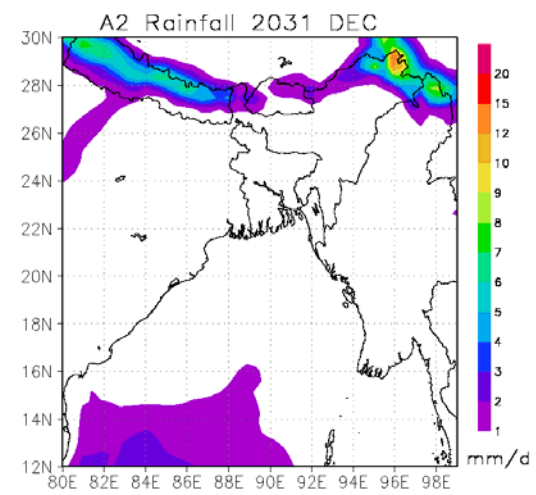 A2 Rainfall 2031 DEC
30N
28N
26N
24N
22N
20N
18N
16N
14N
12N
80E 82E 84E 86E 88E 90E 92E 94E 96E 98E
20
15
12
10
9
8
7
6
5
4
3
2
1
mm/d